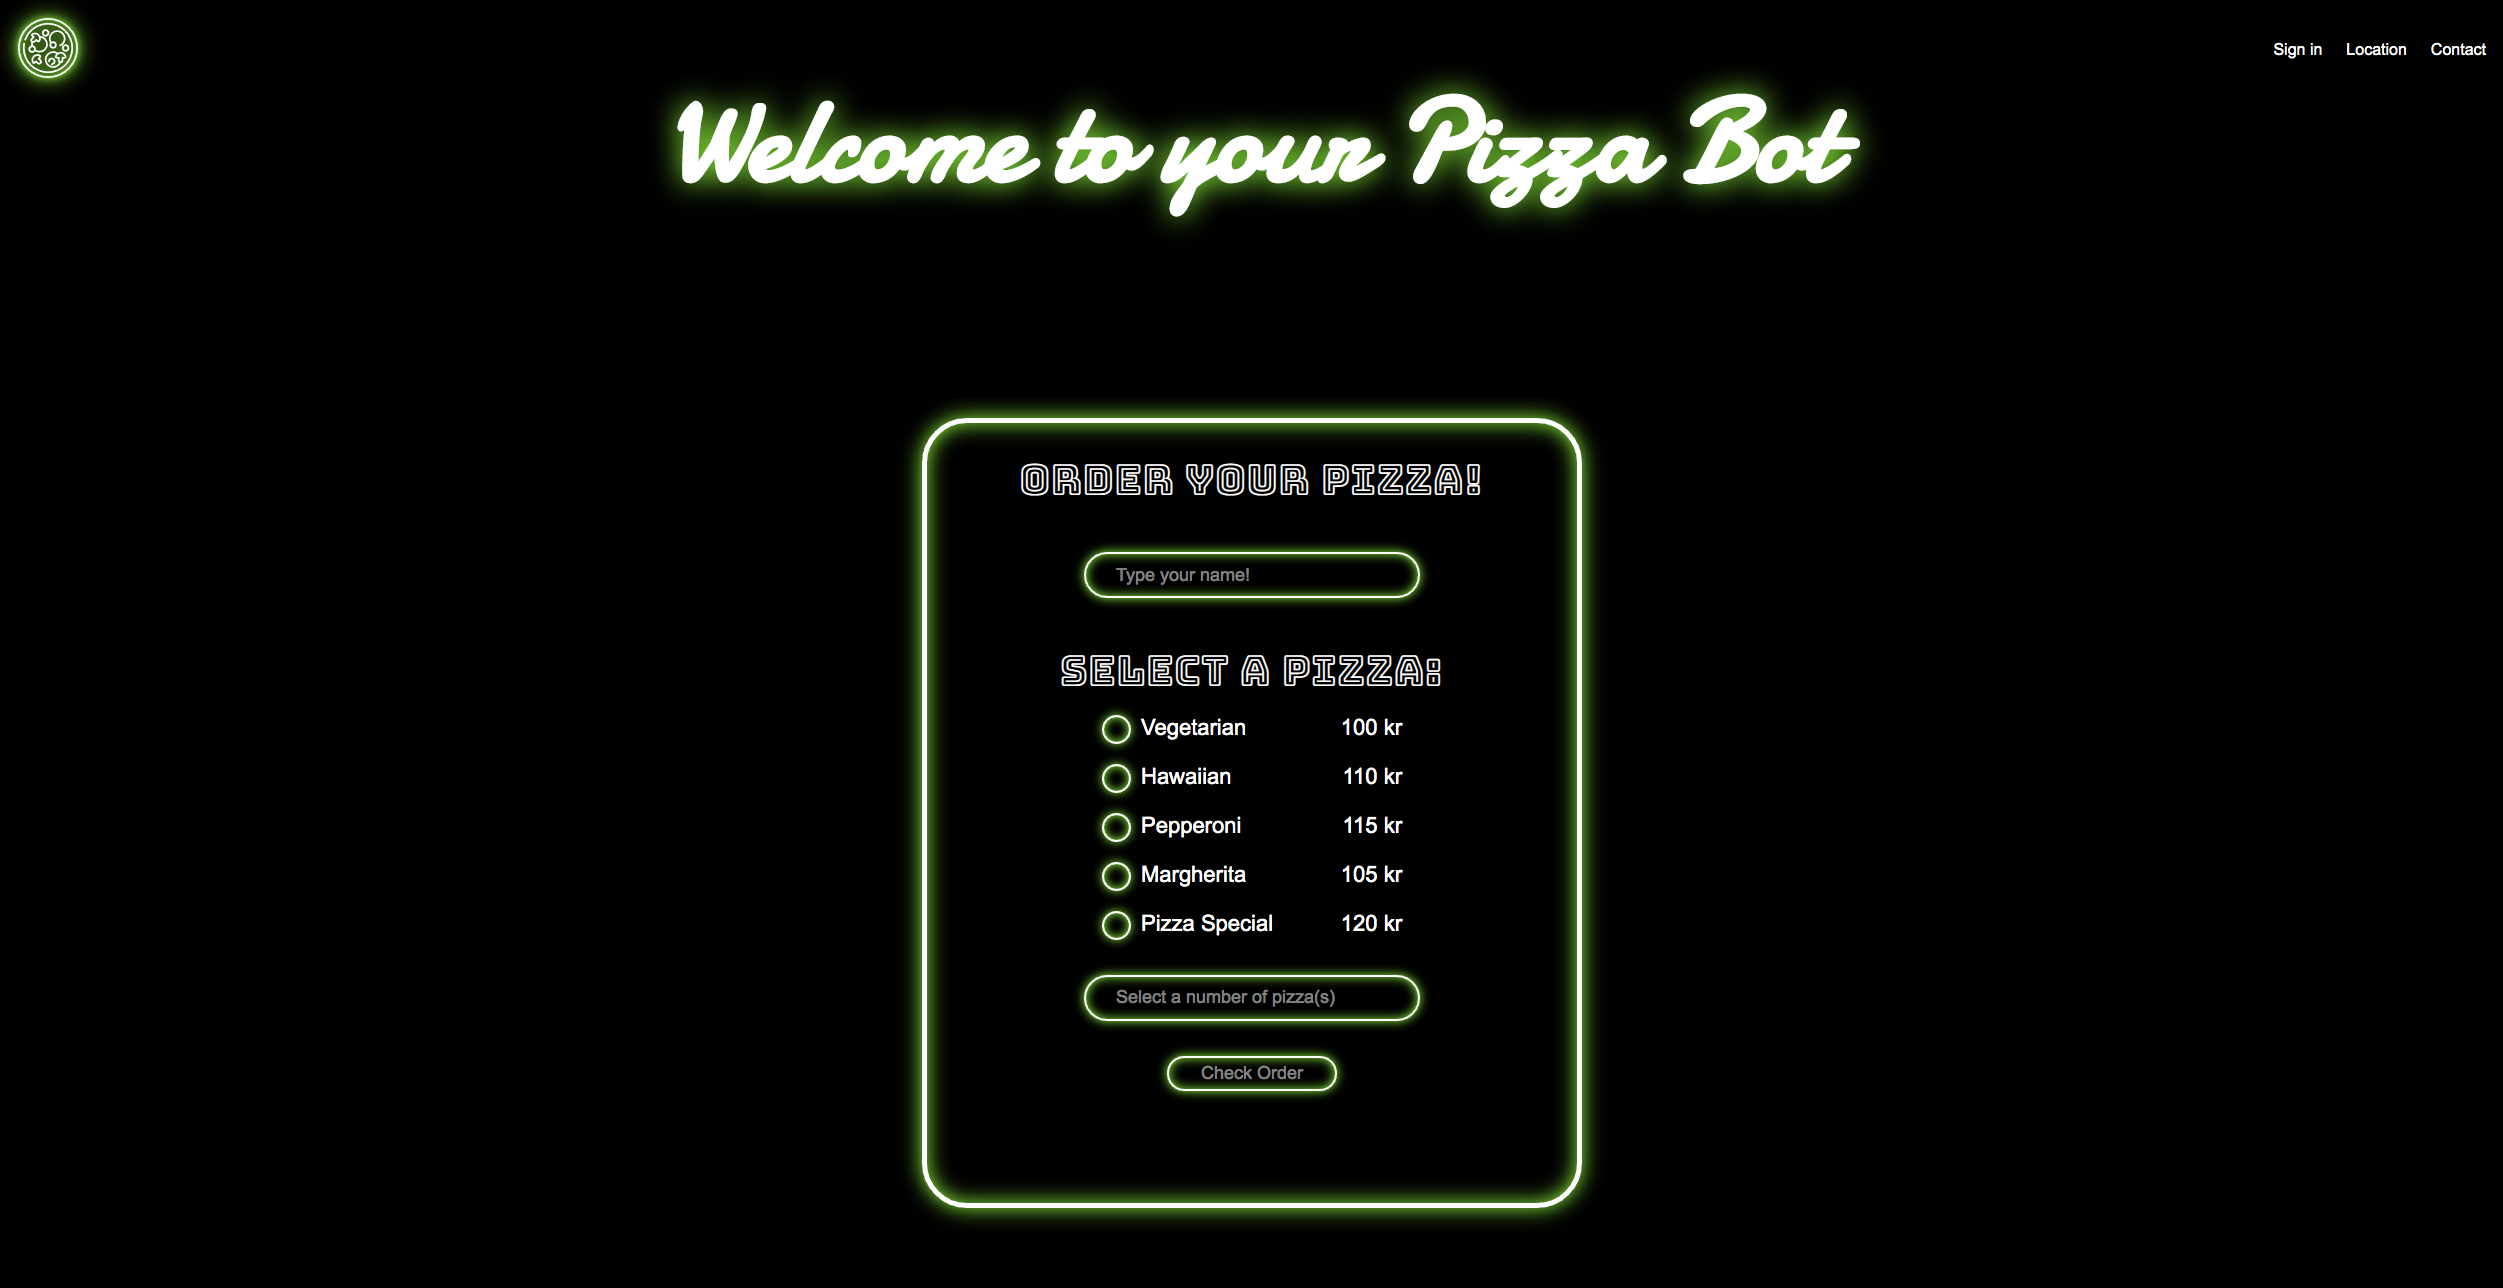 Sign in Location Contact
Welcome to your Pizza Bot
ORDER YOUR PIZZA!
Type your name!
SELECT A PIZZA:
Vegetarian 100 kr
Hawaiian 110 kr
Pepperoni 115 kr
Margherita 105 kr
Pizza Special 120 kr
Select a number of pizza(s)
Check Order